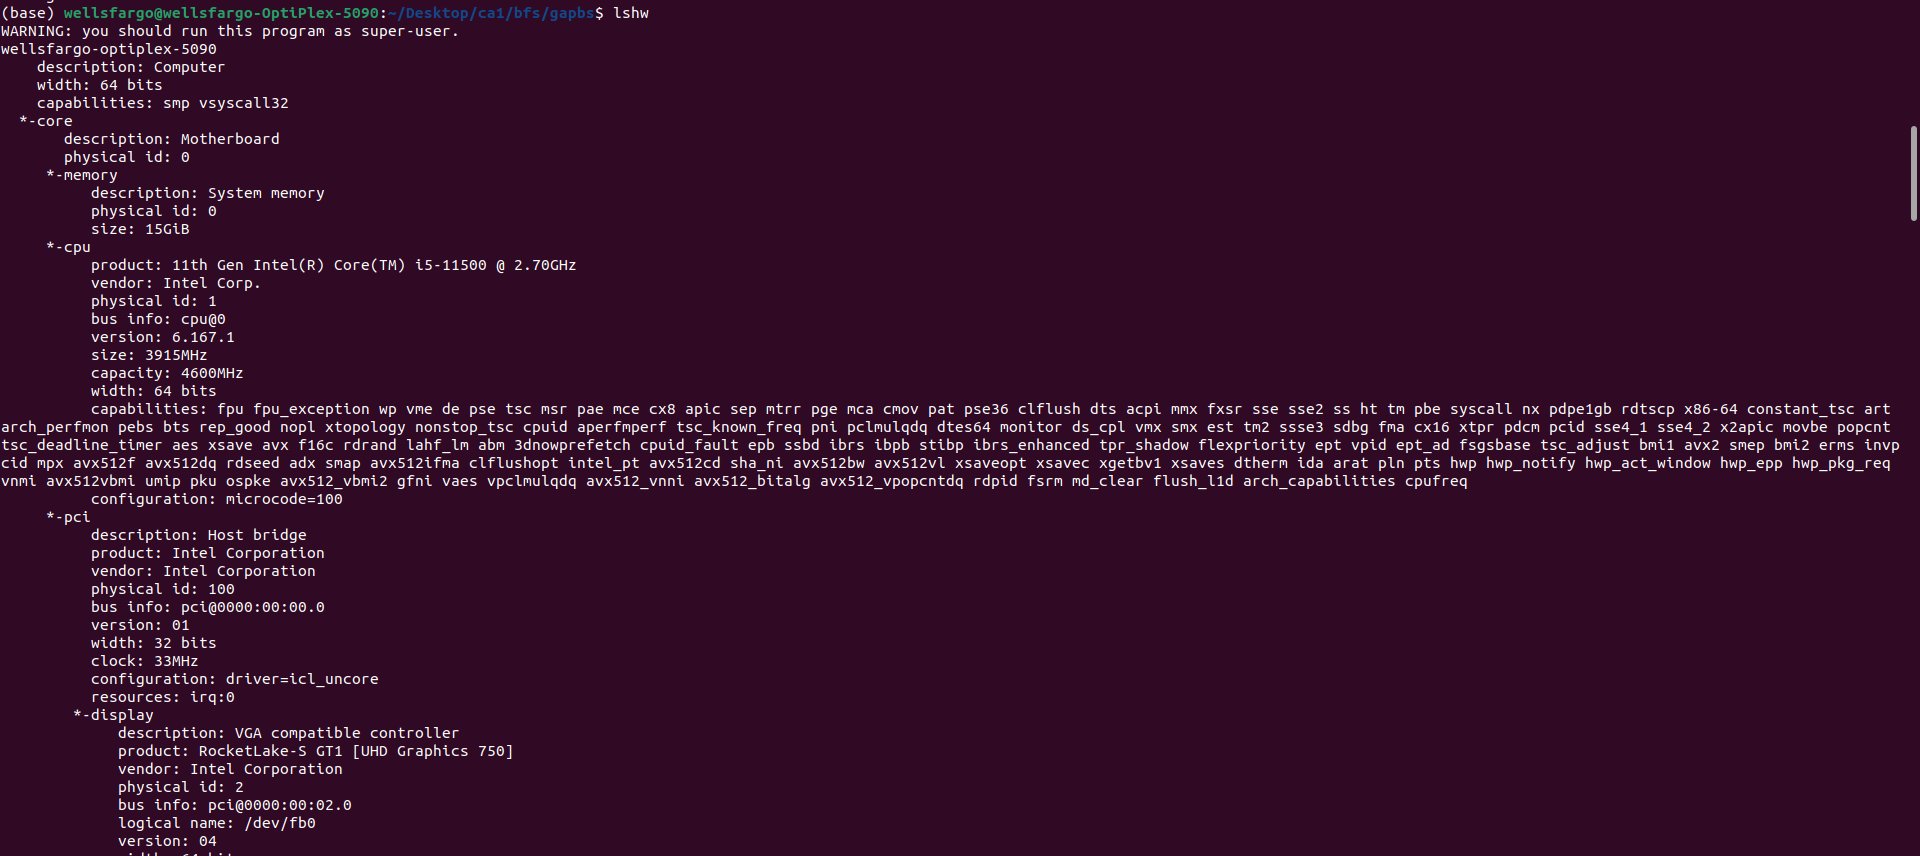 (base) wellsfargo@wellsfargo-OptiPlex-5090:~/Desktop/ca1/bfs/gapbs$ lshw
WARNING: you should run this program as super-user.
wellsfargo-optiplex-5090
    description: Computer
    width: 64 bits
    capabilities: smp vsyscall32
  *-core
       description: Motherboard
       physical id: 0
     *-memory
          description: System memory
          physical id: 0
          size: 15GiB
     *-cpu
          product: 11th Gen Intel(R) Core(TM) i5-11500 @ 2.70GHz
          vendor: Intel Corp.
          physical id: 1
          bus info: cpu@0
          version: 6.167.1
          size: 3915MHz
          capacity: 4600MHz
          width: 64 bits
          capabilities: fpu fpu_exception wp vme de pse tsc msr pae mce cx8 apic sep mtrr pge mca cmov pat pse36 clflush dts acpi mmx fxsr sse sse2 ss ht tm pbe syscall nx pdpe1gb rdtscp x86-64 constant_tsc art
arch_perfmon pebs bts rep_good nopl xtopology nonstop_tsc cpuid aperfmperf tsc_known_freq pni pclmulqdq dtes64 monitor ds_cpl vmx smx est tm2 ssse3 sdbg fma cx16 xtpr pdcm pcid sse4_1 sse4_2 x2apic movbe popcnt
tsc_deadline_timer aes xsave avx f16c rdrand lahf_lm abm 3dnowprefetch cpuid_fault epb ssbd ibrs ibpb stibp ibrs_enhanced tpr_shadow flexpriority ept vpid ept_ad fsgsbase tsc_adjust bmi1 avx2 smep bmi2 erms invp
cid mpx avx512f avx512dq rdseed adx smap avx512ifma clflushopt intel_pt avx512cd sha_ni avx512bw avx512vl xsaveopt xsavec xgetbv1 xsaves dtherm ida arat pln pts hwp hwp_notify hwp_act_window hwp_epp hwp_pkg_req
vnmi avx512vbmi umip pku ospke avx512_vbmi2 gfni vaes vpclmulqdq avx512_vnni avx512_bitalg avx512_vpopcntdq rdpid fsrm md_clear flush_l1d arch_capabilities cpufreq
          configuration: microcode=100
     *-pci
          description: Host bridge
          product: Intel Corporation
          vendor: Intel Corporation
          physical id: 100
          bus info: pci@0000:00:00.0
          version: 01
          width: 32 bits
          clock: 33MHz
          configuration: driver=icl_uncore
          resources: irq:0
        *-display
             description: VGA compatible controller
             product: RocketLake-S GT1 [UHD Graphics 750]
             vendor: Intel Corporation
             physical id: 2
             bus info: pci@0000:00:02.0
             logical name: /dev/fb0
             version: 04